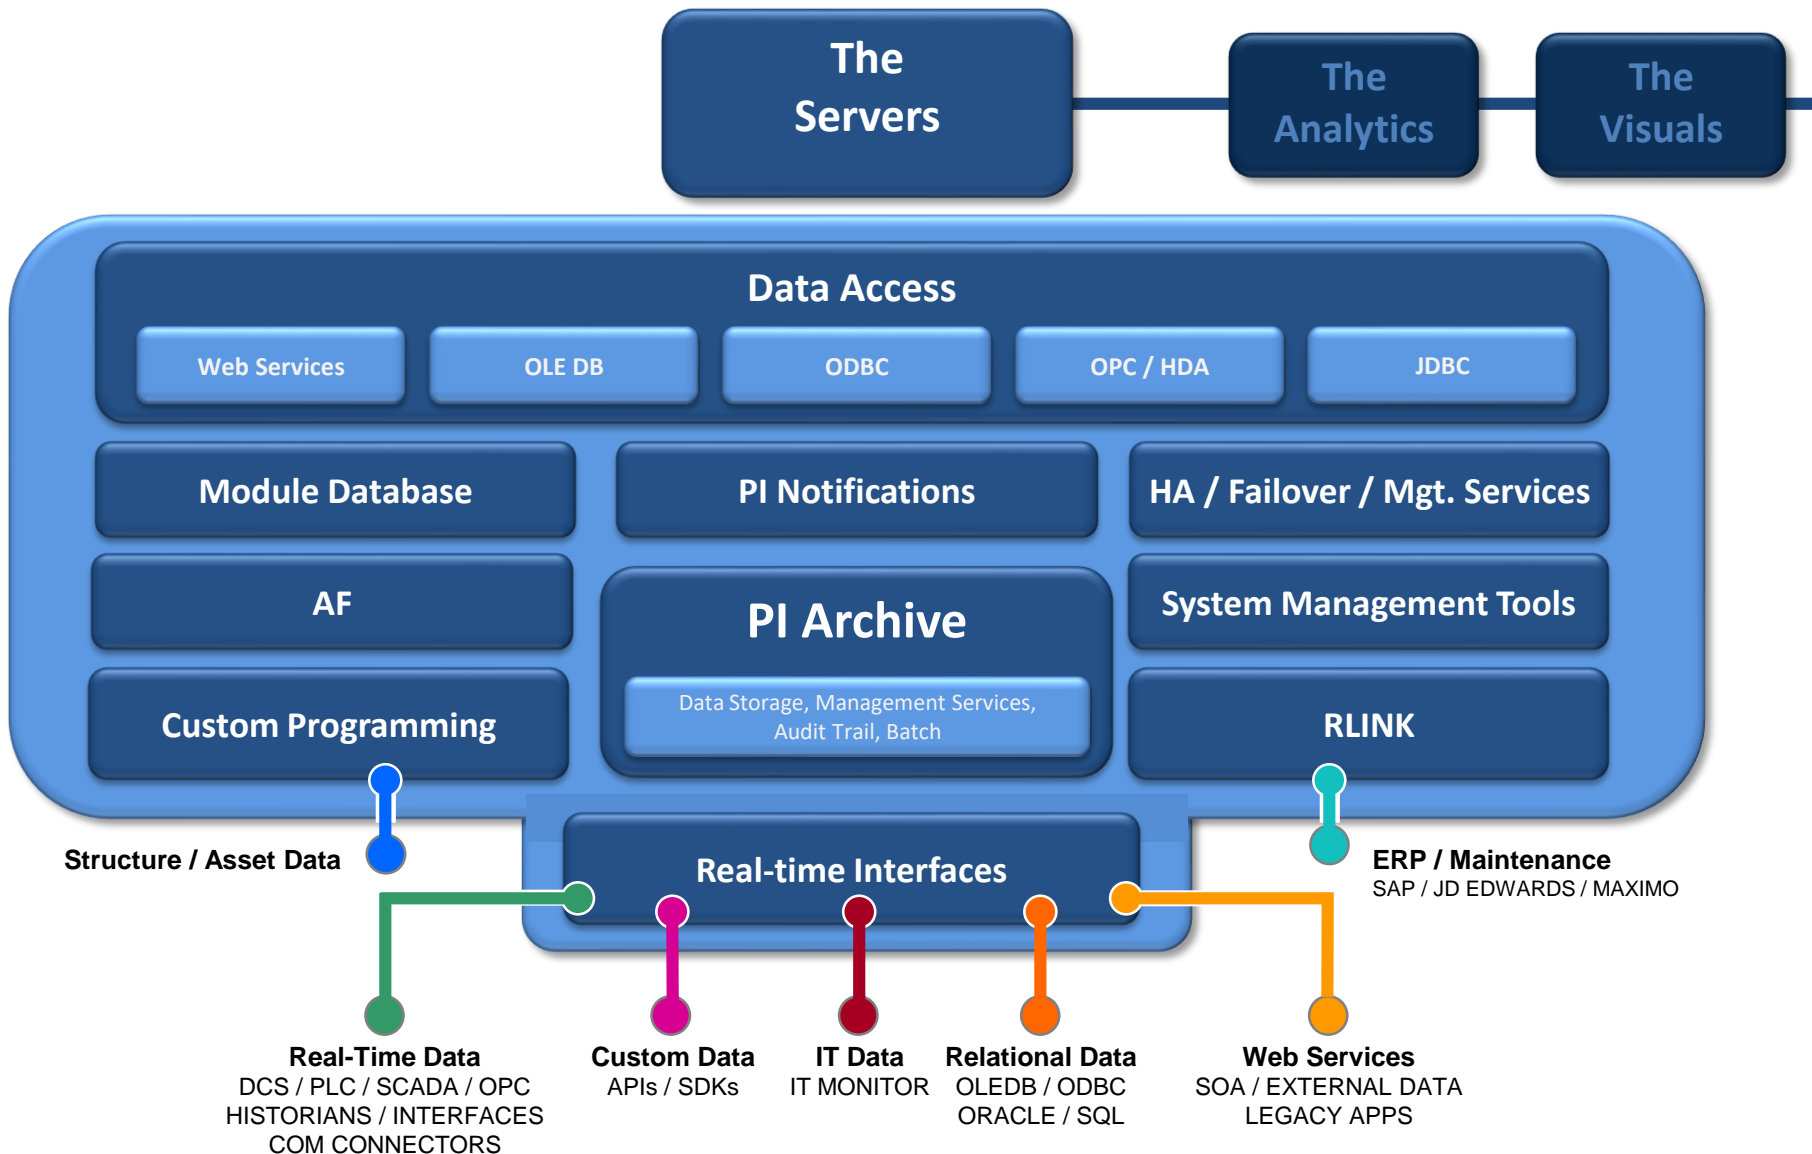 The
Servers
The
Analytics
The
Visuals
Data Access
Web Services
OLE DB
ODBC
OPC / HDA
JDBC
Module Database
PI Notifications
HA / Failover / Mgt. Services
AF
PI Archive
System Management Tools
Data Storage, Management Services,
Audit Trail, Batch
Custom Programming
RLINK
Structure / Asset Data
Real-time Interfaces
ERP / Maintenance
SAP / JD EDWARDS / MAXIMO
Real-Time Data
DCS / PLC / SCADA / OPC
HISTORIANS / INTERFACES
COM CONNECTORS
Custom Data
APIs / SDKs
IT Data
IT MONITOR
Relational Data
OLEDB / ODBC
ORACLE / SQL
Web Services
SOA / EXTERNAL DATA
LEGACY APPS